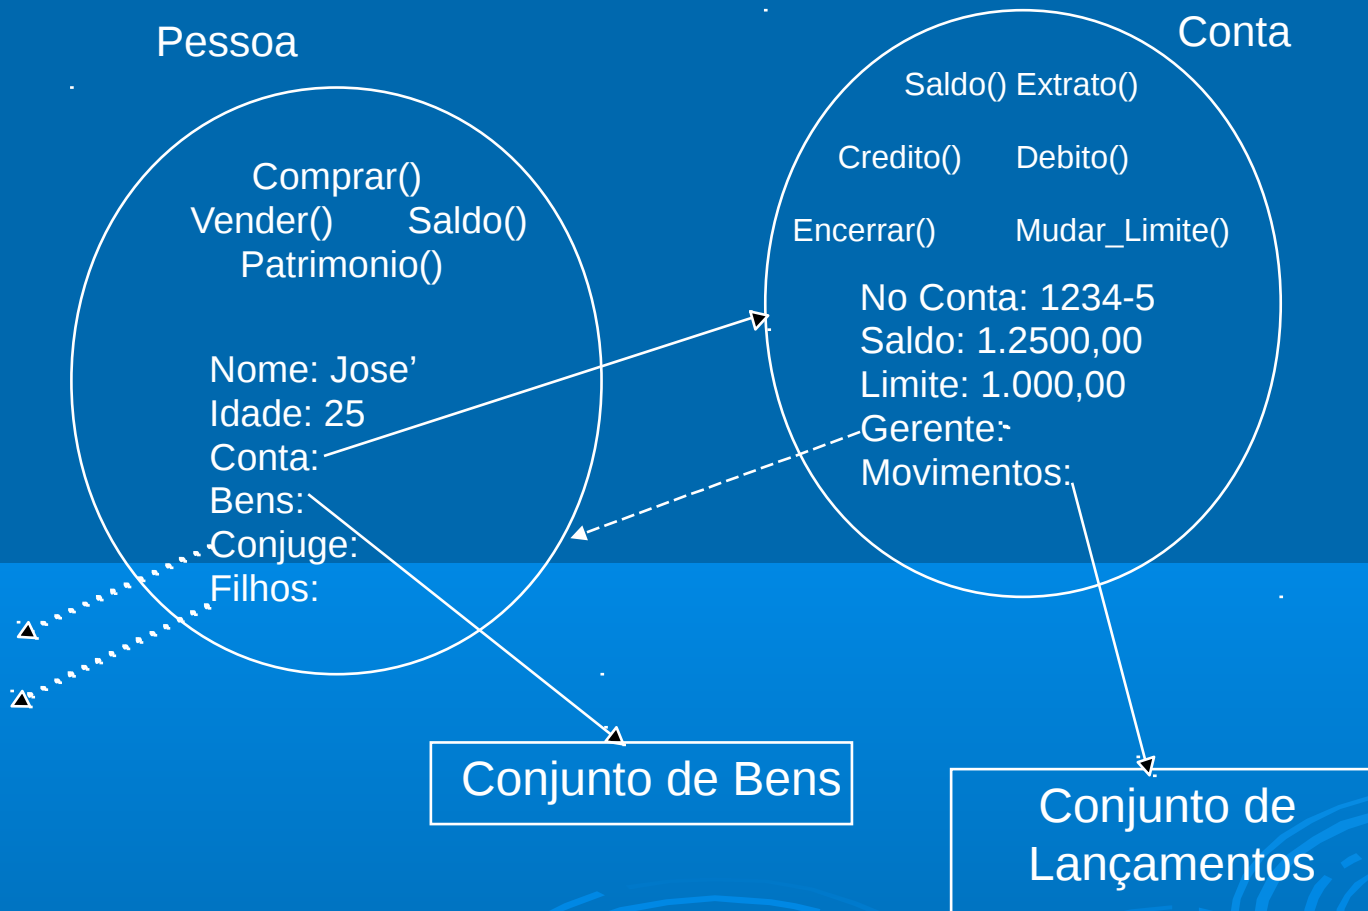 Pessoa
Comprar()
Vender() Saldo()
Patrimonio()
Nome: Jose’
Idade: 25
Conta:
Bens:
Conjuge:
Filhos:
Conta
Saldo() Extrato()
Credito() Debito()
Encerrar() Mudar_Limite()
No Conta: 1234-5
Saldo: 1.2500,00
Limite: 1.000,00
Gerente:
Movimentos:
Conjunto de Bens
Conjunto de
Lançamentos